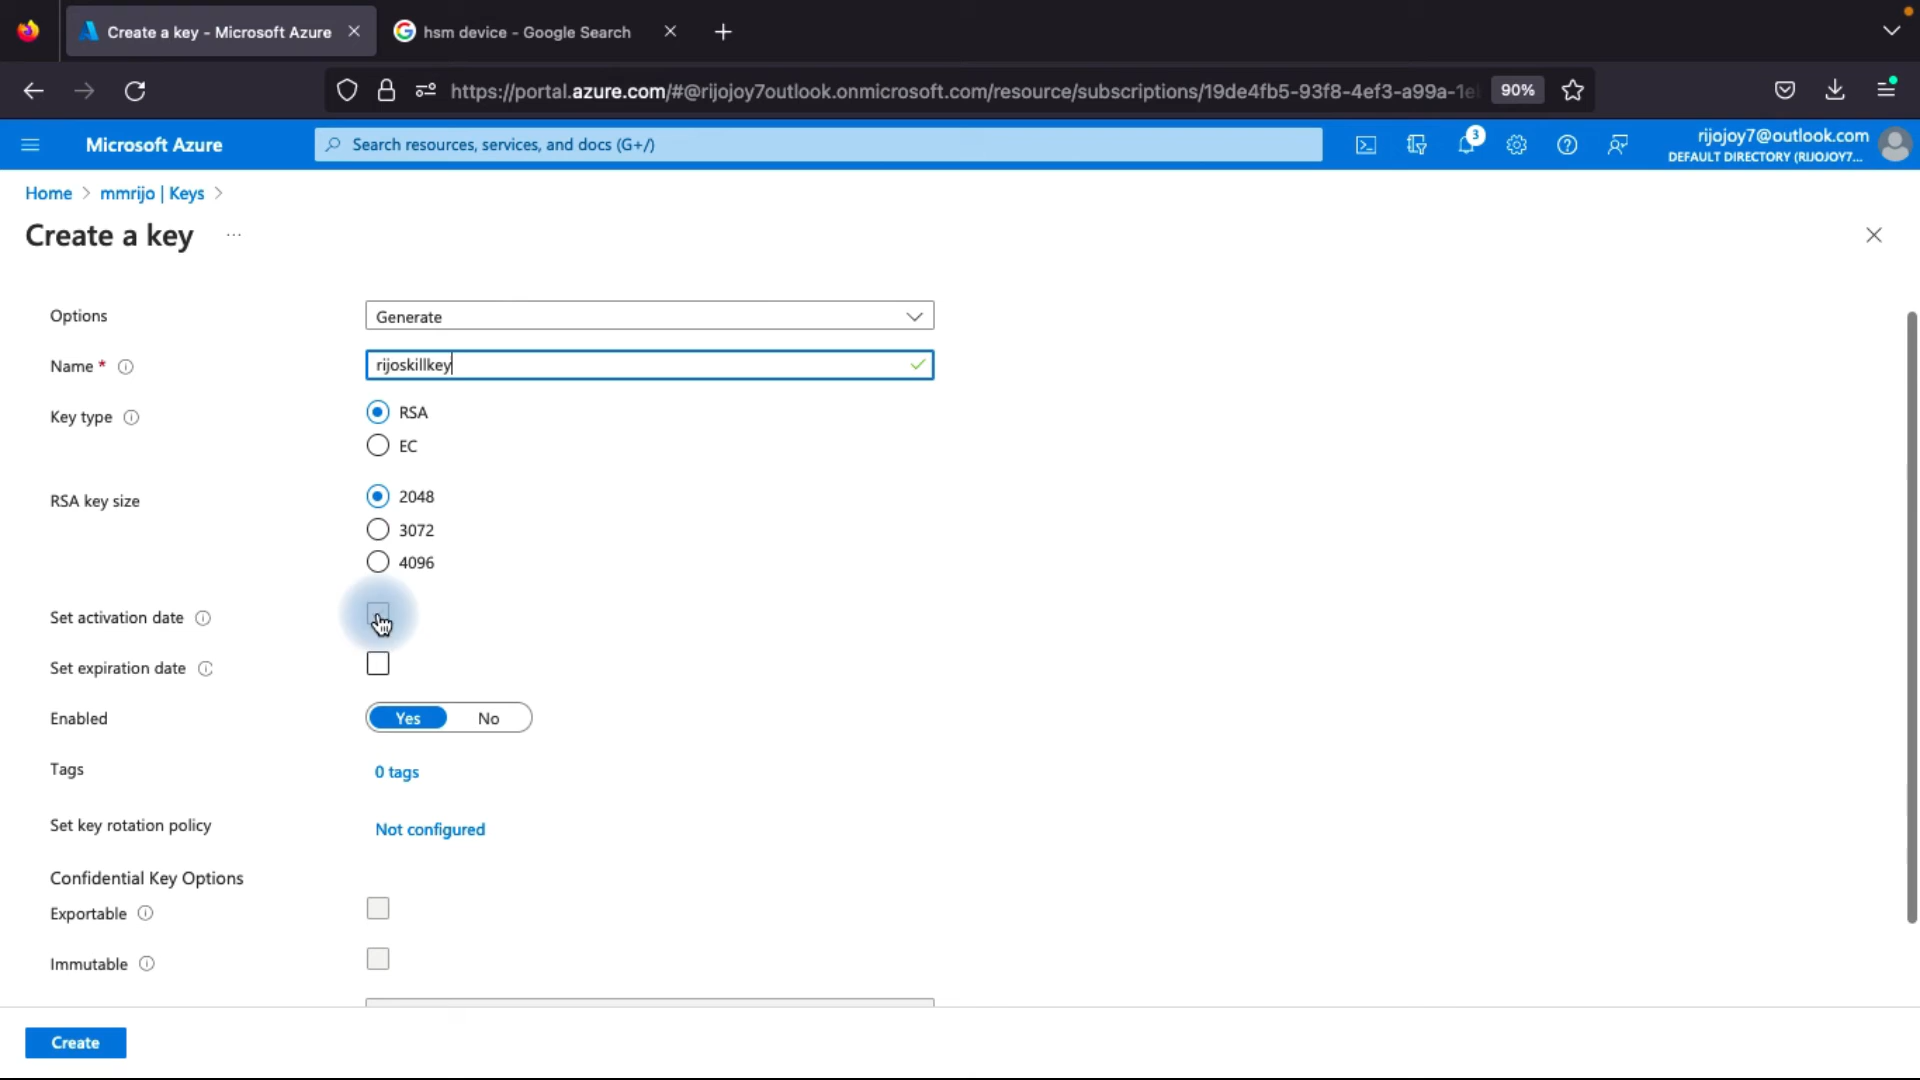 Create a key - Microsoft Azure
hsm device - Google Search
https://portal.azure.com/#@rijojoy7outlook.onmicrosoft.com/resource/subscriptions/19de4fb5-93f8-4ef3-a99a-1e
90%
Microsoft Azure
Search resources, services, and docs (G+/)
3
rijojoy7@outlook.com
DEFAULT DIRECTORY (RIJOJOY7...
Home > mmrijo | Keys >
Create a key ...
Options
Generate
Name *
rijoskillkey
Key type
RSA
EC
RSA key size
2048
3072
4096
Set activation date
Set expiration date
Enabled
Yes No
Tags
0 tags
Set key rotation policy
Not configured
Confidential Key Options
Exportable
Immutable
Create